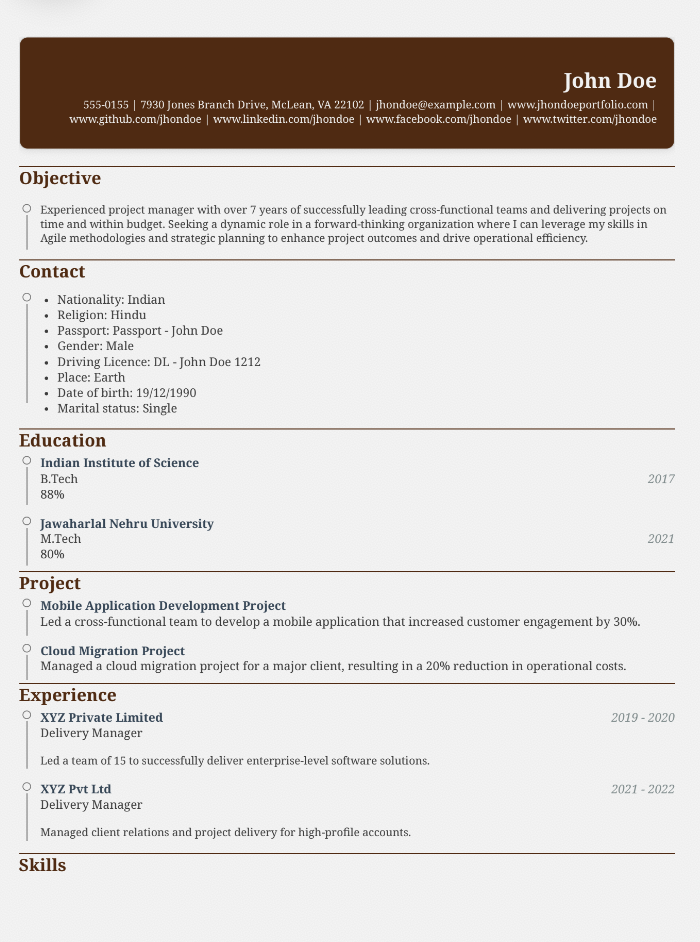 John Doe
555-0155 | 7930 Jones Branch Drive, McLean, VA 22102 | jhondoe@example.com | www.jhondoeportfolio.com |
www.github.com/jhondoe | www.linkedin.com/jhondoe | www.facebook.com/jhondoe | www.twitter.com/jhondoe
Objective
Experienced project manager with over 7 years of successfully leading cross-functional teams and delivering projects on
time and within budget. Seeking a dynamic role in a forward-thinking organization where I can leverage my skills in
Agile methodologies and strategic planning to enhance project outcomes and drive operational efficiency.
Contact
• Nationality: Indian
• Religion: Hindu
• Passport: Passport - John Doe
• Gender: Male
• Driving Licence: DL - John Doe 1212
• Place: Earth
• Date of birth: 19/12/1990
• Marital status: Single
Education
Indian Institute of Science
B.Tech 2017
88%
Jawaharlal Nehru University
M.Tech 2021
80%
Project
Mobile Application Development Project
Led a cross-functional team to develop a mobile application that increased customer engagement by 30%.
Cloud Migration Project
Managed a cloud migration project for a major client, resulting in a 20% reduction in operational costs.
Experience
XYZ Private Limited 2019 - 2020
Delivery Manager
Led a team of 15 to successfully deliver enterprise-level software solutions.
XYZ Pvt Ltd 2021 - 2022
Delivery Manager
Managed client relations and project delivery for high-profile accounts.
Skills